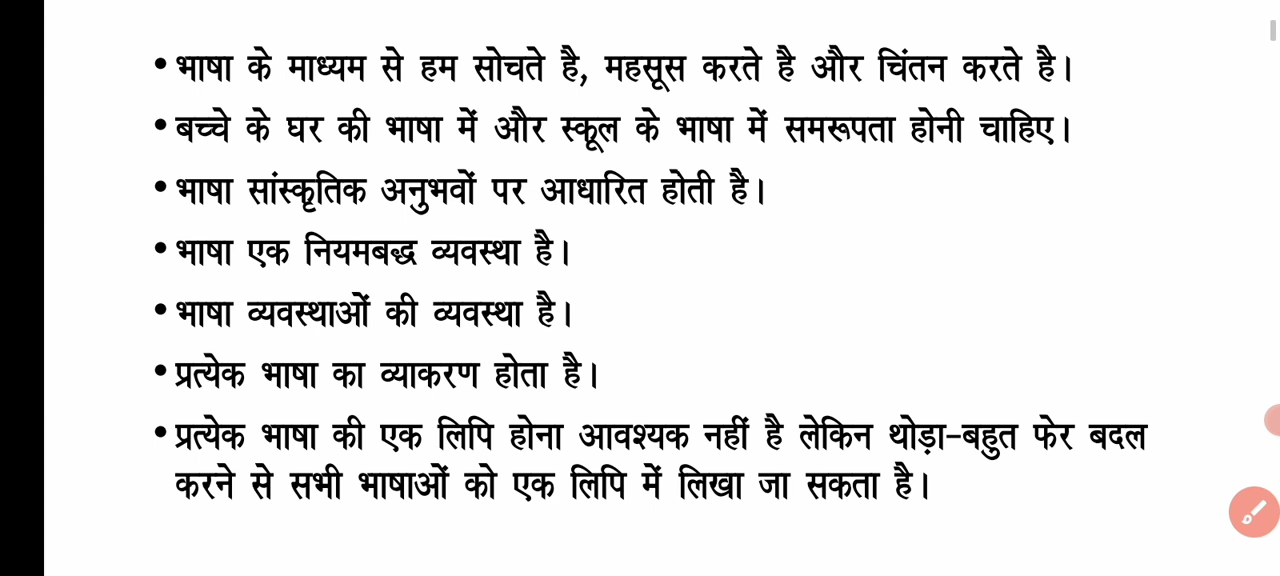 • भाषा के माध्यम से हम सोचते है, महसूस करते है और चिंतन करते है।
• बच्चे के घर की भाषा में और स्कूल के भाषा में समरूपता होनी चाहिए।
• भाषा सांस्कृतिक अनुभवों पर आधारित होती है।
• भाषा एक नियमबद्ध व्यवस्था है।
• भाषा व्यवस्थाओं की व्यवस्था है।
• प्रत्येक भाषा का व्याकरण होता है।
• प्रत्येक भाषा की एक लिपि होना आवश्यक नहीं है लेकिन थोड़ा-बहुत फेर बदल
करने से सभी भाषाओं को एक लिपि में लिखा जा सकता है।